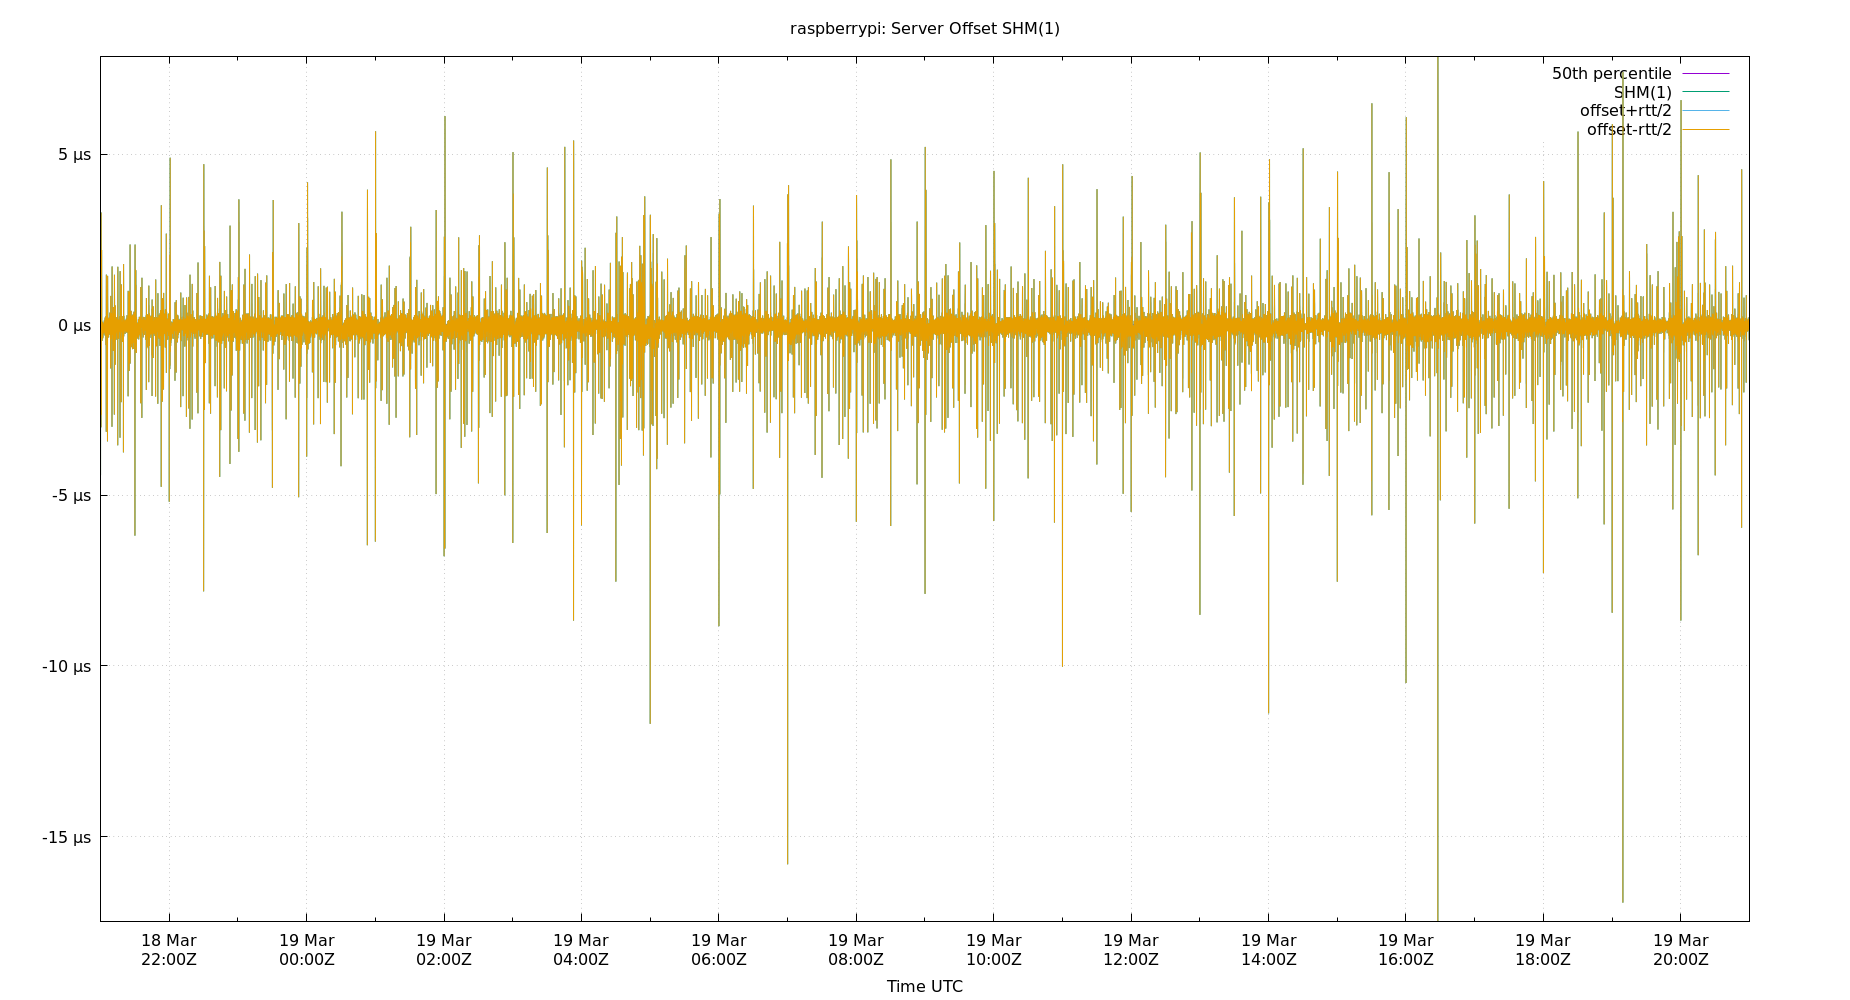 raspberrypi: Server Offset SHM(1)
50th percentile
SHM(1)
offset+rtt/2
offset-rtt/2
5 µs
0 µs
-5 µs
-10 µs
-15 µs
18 Mar 19 Mar 19 Mar 19 Mar 19 Mar 19 Mar 19 Mar 19 Mar 19 Mar 19 Mar 19 Mar 19 Mar
22:00Z 00:00Z 02:00Z 04:00Z 06:00Z 08:00Z 10:00Z 12:00Z 14:00Z 16:00Z 18:00Z 20:00Z
Time UTC